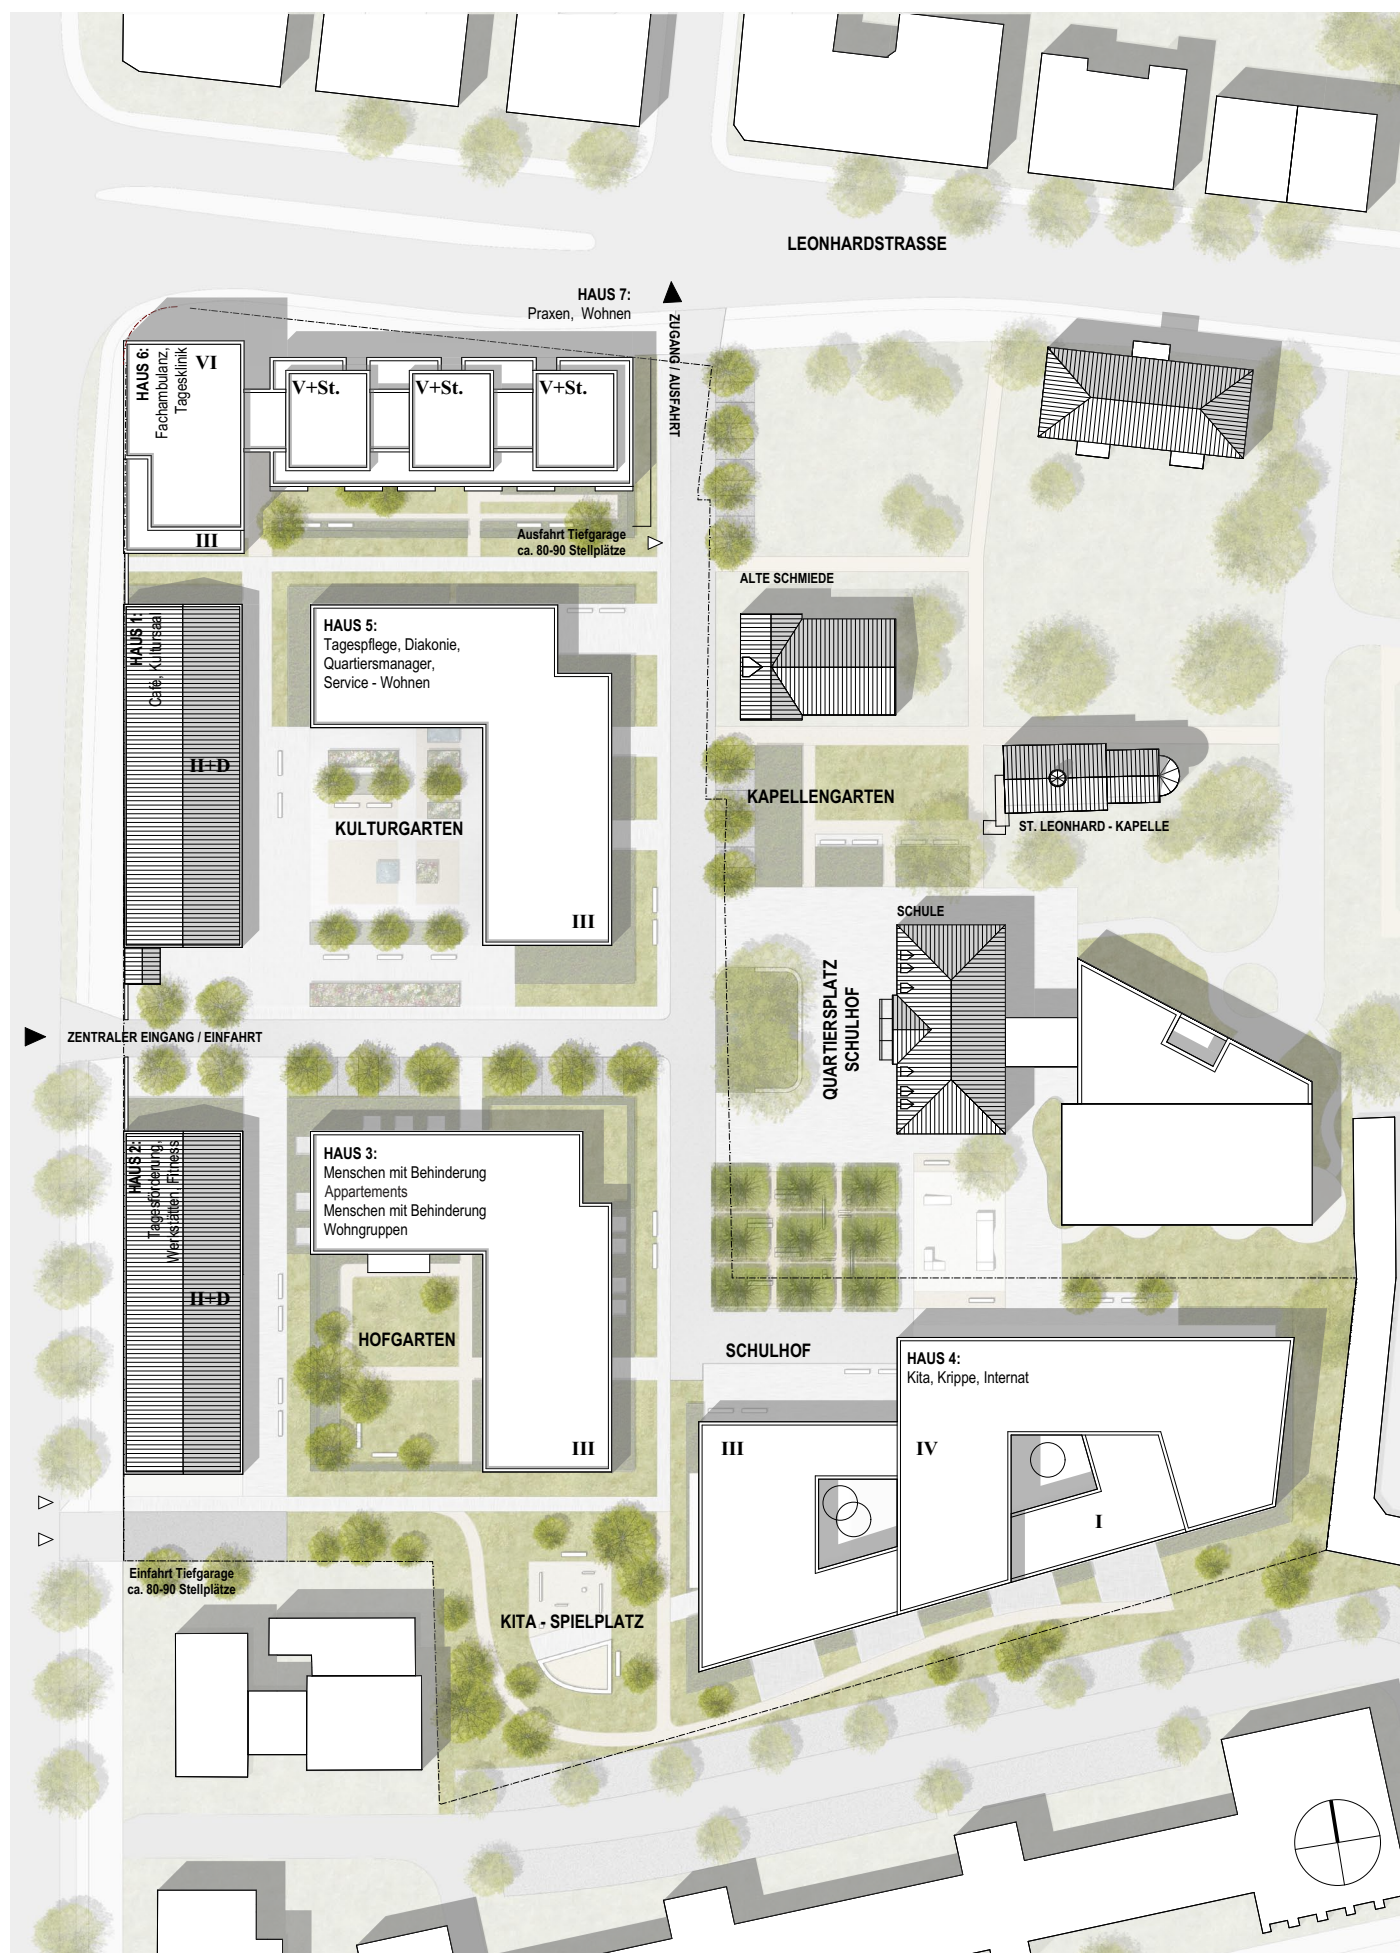 LEONHARDSTRASSE
HAUS 7:
Praxen, Wohnen
ZUGANG / AUSFAHRT
HAUS 6:
Fachambulanz,
Tagesklinik
VI
V+St.
V+St.
V+St.
III
Ausfahrt Tiefgarage
ca. 80-90 Stellplätze
ALTE SCHMIEDE
HAUS 1:
Café, Kultursaal
II+D
HAUS 5:
Tagespflege, Diakonie,
Quartiersmanager,
Service - Wohnen
III
KULTURGARTEN
KAPELLENGARTEN
ST. LEONHARD - KAPELLE
SCHULE
QUARTIERSPLATZ
SCHULHOF
ZENTRALER EINGANG / EINFAHRT
HAUS 2:
Tagesförderung,
Werkstätten, Fitness
II+D
HAUS 3:
Menschen mit Behinderung
Appartements
Menschen mit Behinderung
Wohngruppen
III
HOFGARTEN
SCHULHOF
HAUS 4:
Kita, Krippe, Internat
III
IV
I
Einfahrt Tiefgarage
ca. 80-90 Stellplätze
KITA - SPIELPLATZ